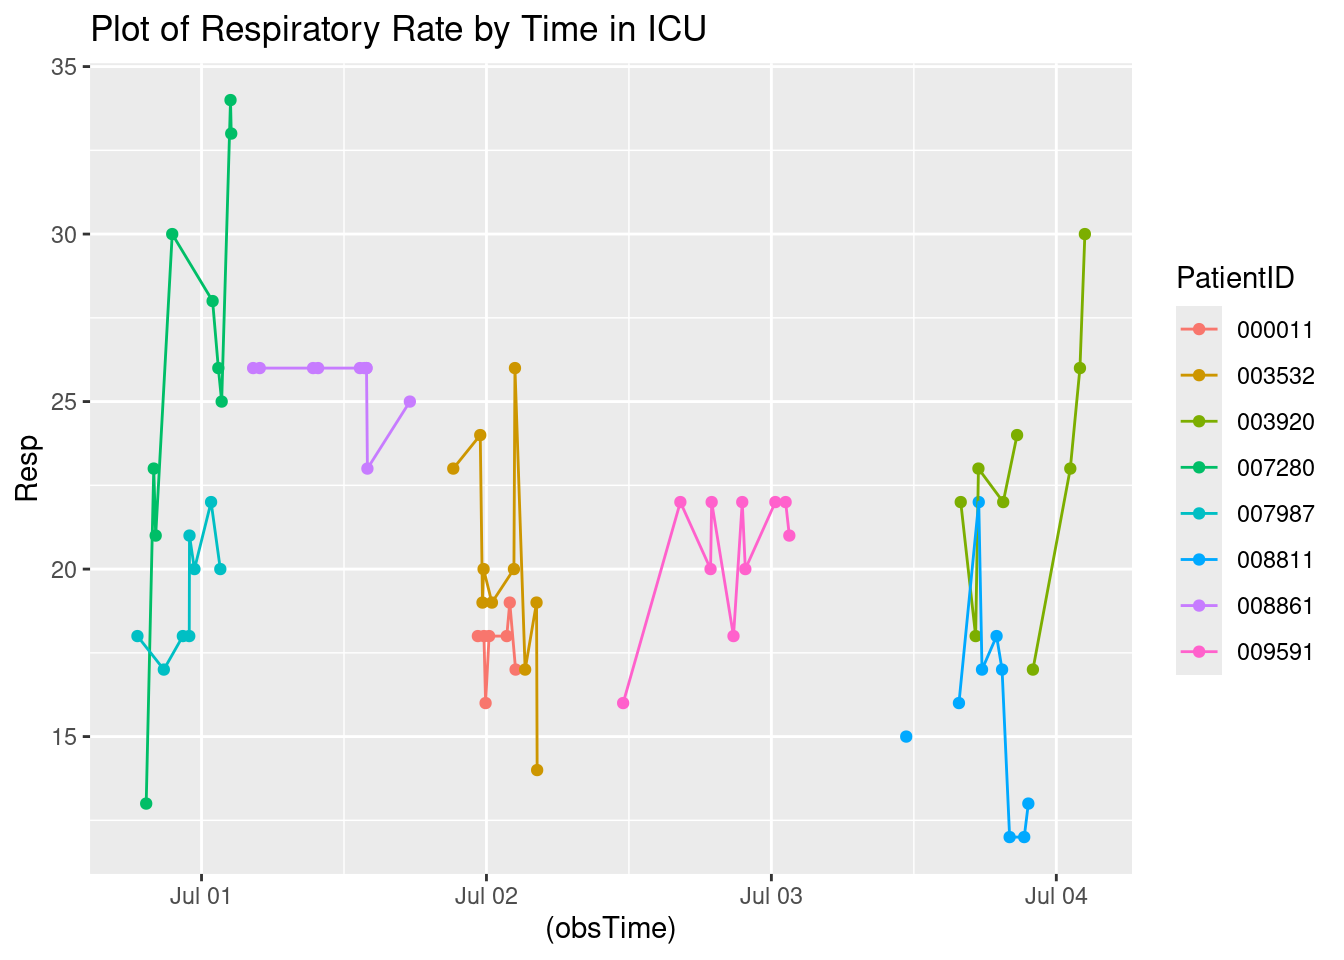 Plot of Respiratory Rate by Time in ICU
35
30
25
20
15
Resp
Jul 01
Jul 02
Jul 03
Jul 04
(obsTime)
PatientID
000011
003532
003920
007280
007987
008811
008861
009591